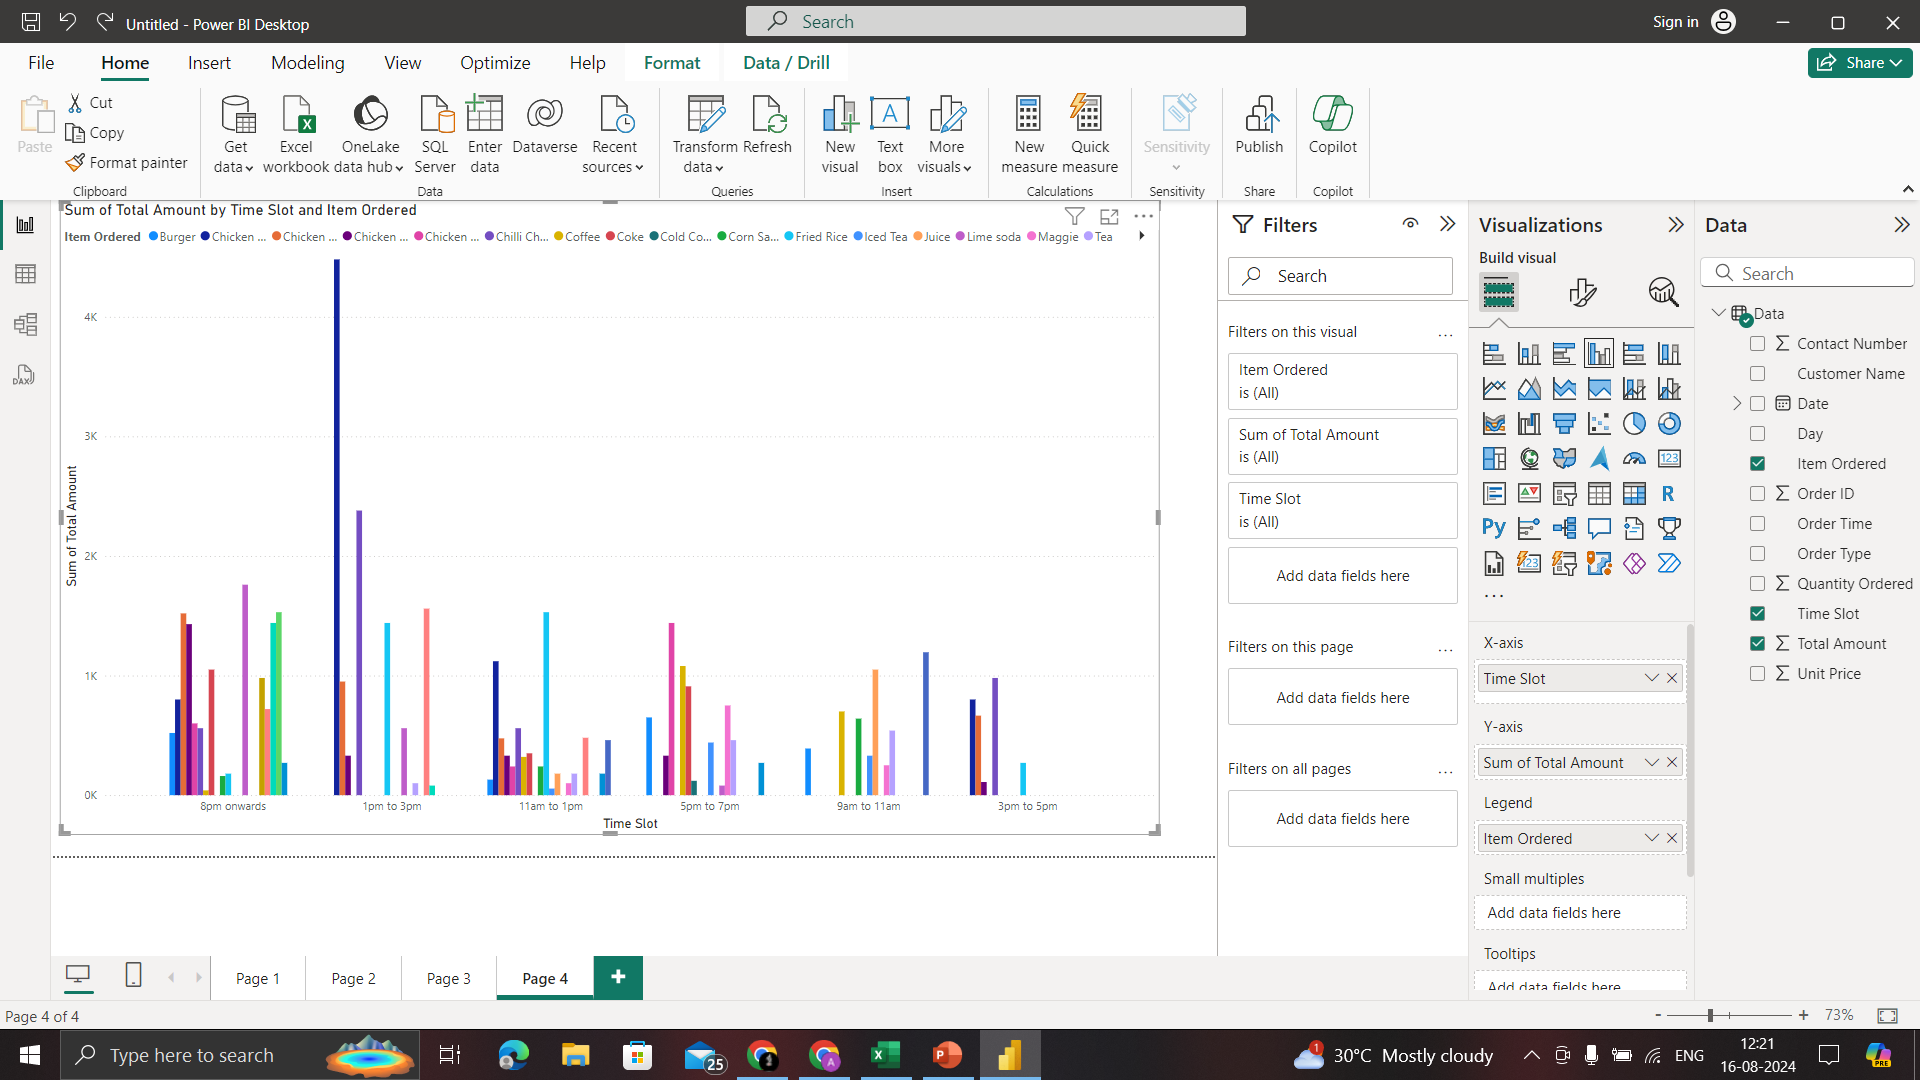 Untitled - Power BI Desktop
Search
Sign in
File
Home
Insert
Modeling
View
Optimize
Help
Format
Data / Drill
Share
Paste
Cut
Copy
Format painter
Clipboard
Get data
Excel workbook
OneLake data hub
SQL Server
Enter data
Dataverse
Recent sources
Data
Transform data
Refresh
Queries
New visual
Text box
More visuals
Insert
New measure
Quick measure
Calculations
Sensitivity
Sensitivity
Publish
Share
Copilot
Copilot
Sum of Total Amount by Time Slot and Item Ordered
Item Ordered Burger Chicken ... Chicken ... Chicken ... Chicken ... Chilli Ch... Coffee Coke Cold Co... Corn Sa... Fried Rice Iced Tea Juice Lime soda Maggie Tea
Sum of Total Amount
4K
3K
2K
1K
0K
8pm onwards
1pm to 3pm
11am to 1pm
5pm to 7pm
9am to 11am
3pm to 5pm
Time Slot
Filters
Search
Filters on this visual
Item Ordered
is (All)
Sum of Total Amount
is (All)
Time Slot
is (All)
Add data fields here
Filters on this page
Add data fields here
Filters on all pages
Add data fields here
Visualizations
Build visual
123
R
Py
123
X-axis
Time Slot
Y-axis
Sum of Total Amount
Legend
Item Ordered
Small multiples
Add data fields here
Tooltips
Add data fields here
Data
Search
Data
Contact Number
Customer Name
Date
Day
Item Ordered
Order ID
Order Time
Order Type
Quantity Ordered
Time Slot
Total Amount
Unit Price
DAX
Page 1
Page 2
Page 3
Page 4
Page 4 of 4
- + 73%
Type here to search
25
1
30°C Mostly cloudy
ENG
12:21
16-08-2024
PRE